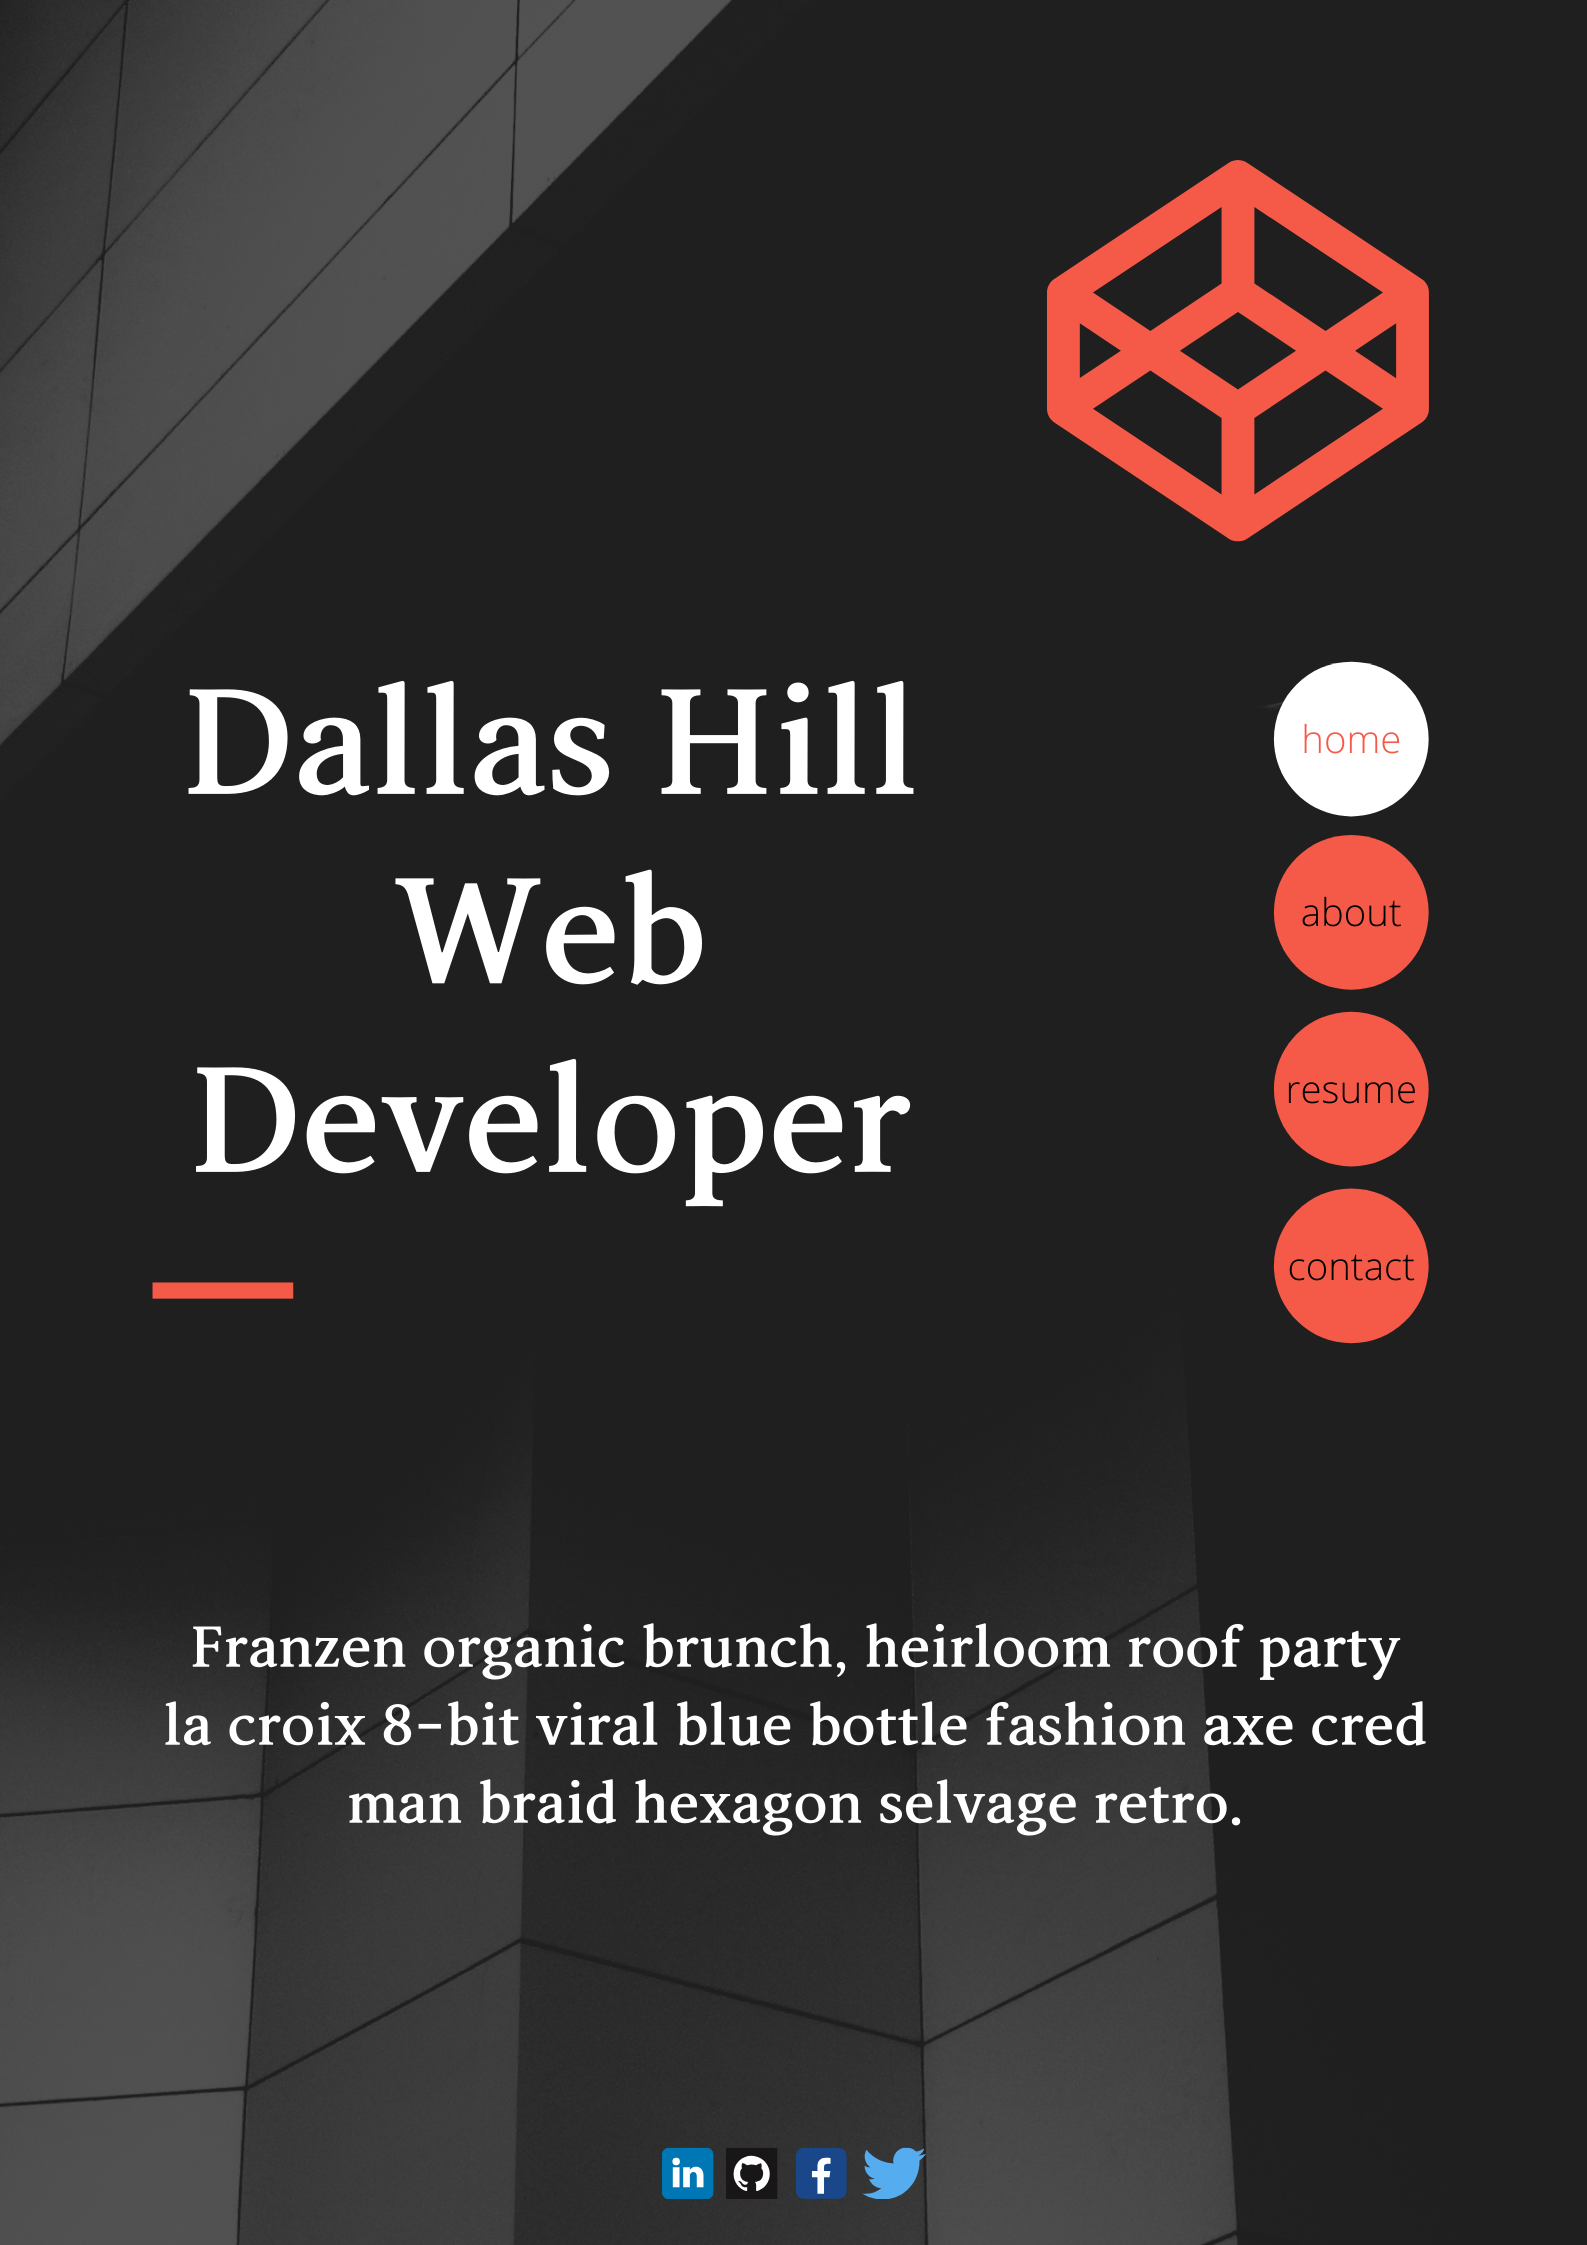 Dallas Hill
Web
Developer
home
about
resume
contact
Franzen organic brunch, heirloom roof party
la croix 8-bit viral blue bottle fashion axe cred
man braid hexagon selvage retro.
in
f